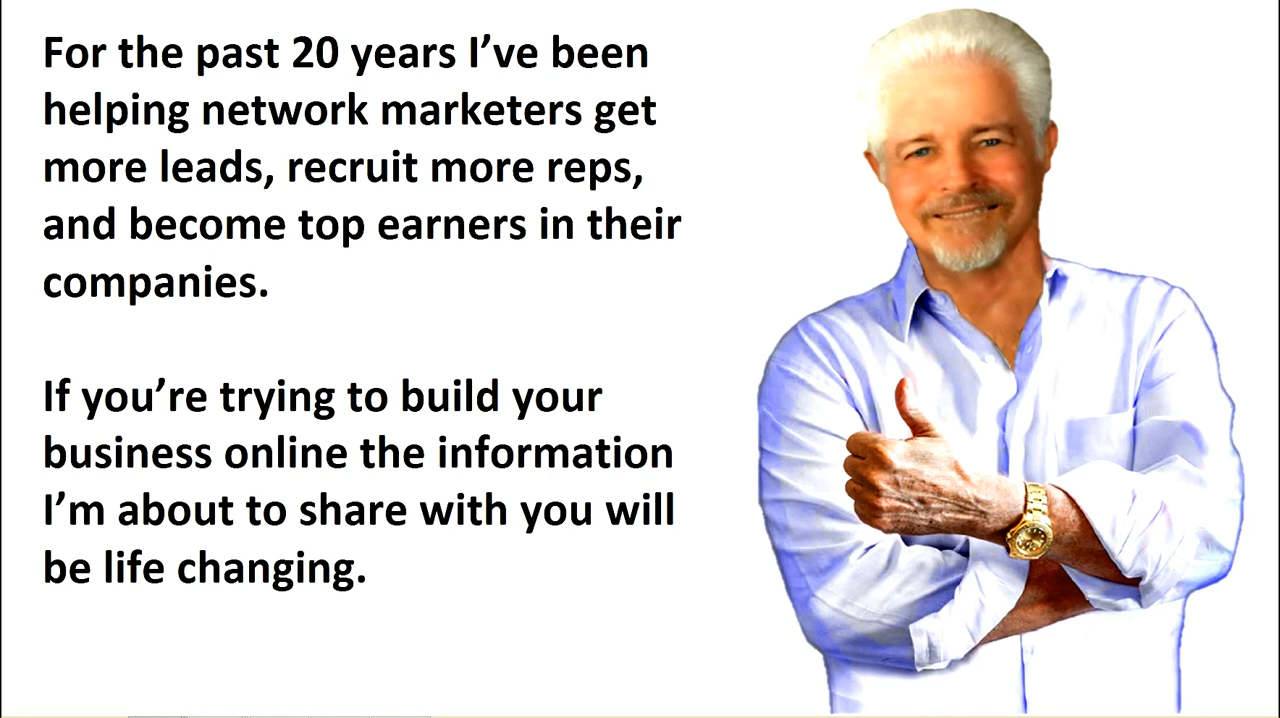 For the past 20 years I’ve been
helping network marketers get
more leads, recruit more reps,
and become top earners in their
companies.
If you’re trying to build your
business online the information
I’m about to share with you will
be life changing.